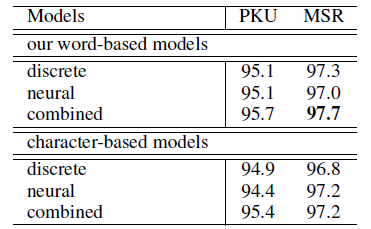 Models PKU MSR
our word-based models
discrete 95.1 97.3
neural 95.1 97.0
combined 95.7 97.7
character-based models
discrete 94.9 96.8
neural 94.4 97.2
combined 95.4 97.2